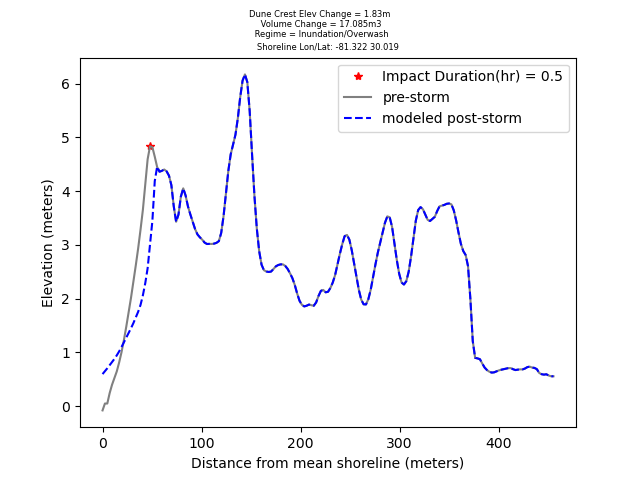 Dune Crest Elev Change = 1.83m
Volume Change = 17.085m3
Regime = Inundation/Overwash
Shoreline Lon/Lat: -81.322 30.019
Impact Duration(hr) = 0.5
pre-storm
modeled post-storm
Elevation (meters)
6
5
4
3
2
1
0
0 100 200 300 400
Distance from mean shoreline (meters)